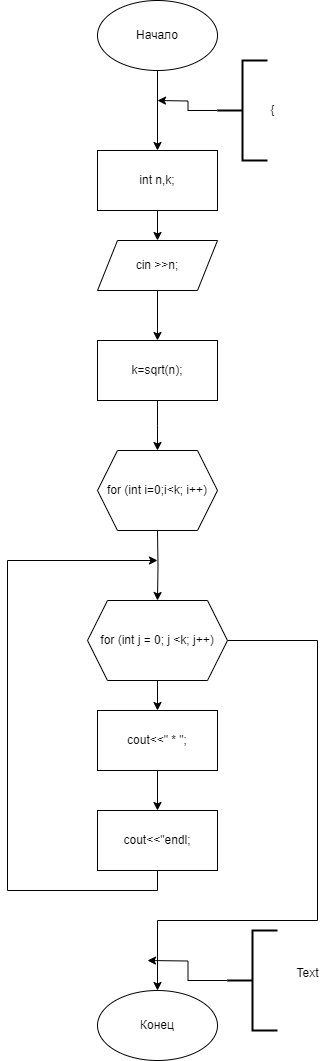 Начало
{
int n,k;
cin >>n;
k=sqrt(n);
for (int i=0;i<k; i++)
for (int j = 0; j <k; j++)
cout<<" * ";
cout<<"endl;
Text
Конец